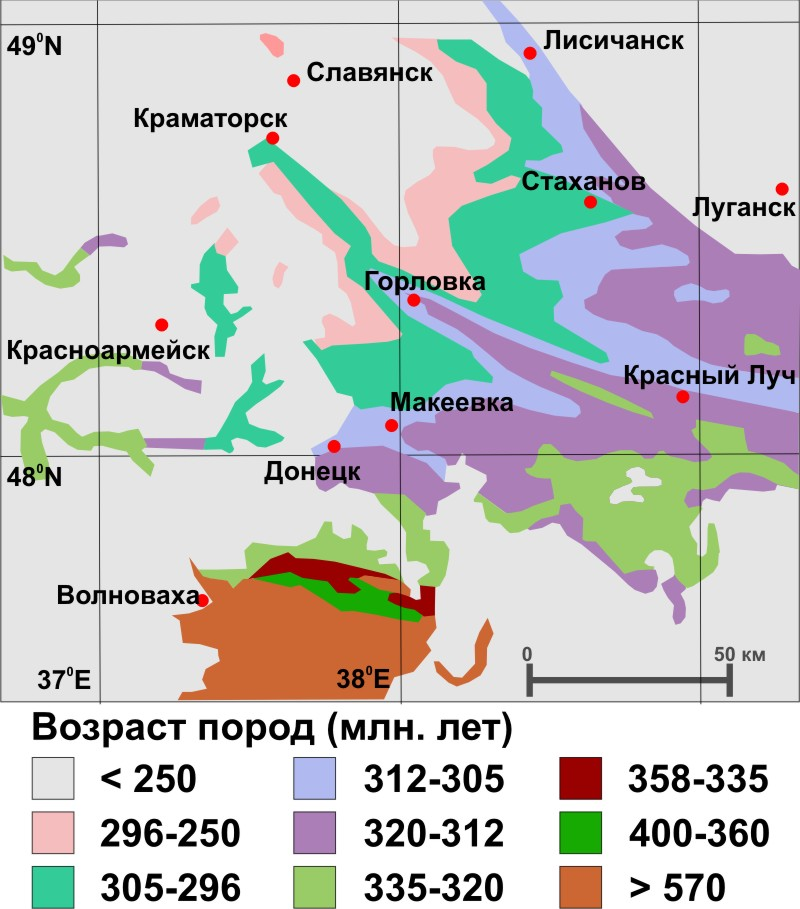 49⁰N
Лисичанск
Славянск
Краматорск
Стаханов
Луганск
Горловка
Красноармейск
Красный Луч
Макеевка
48⁰N
Донецк
Волноваха
37⁰E
38⁰E
0 50 км
Возраст пород (млн. лет)
< 250 312-305 358-335
296-250 320-312 400-360
305-296 335-320 > 570